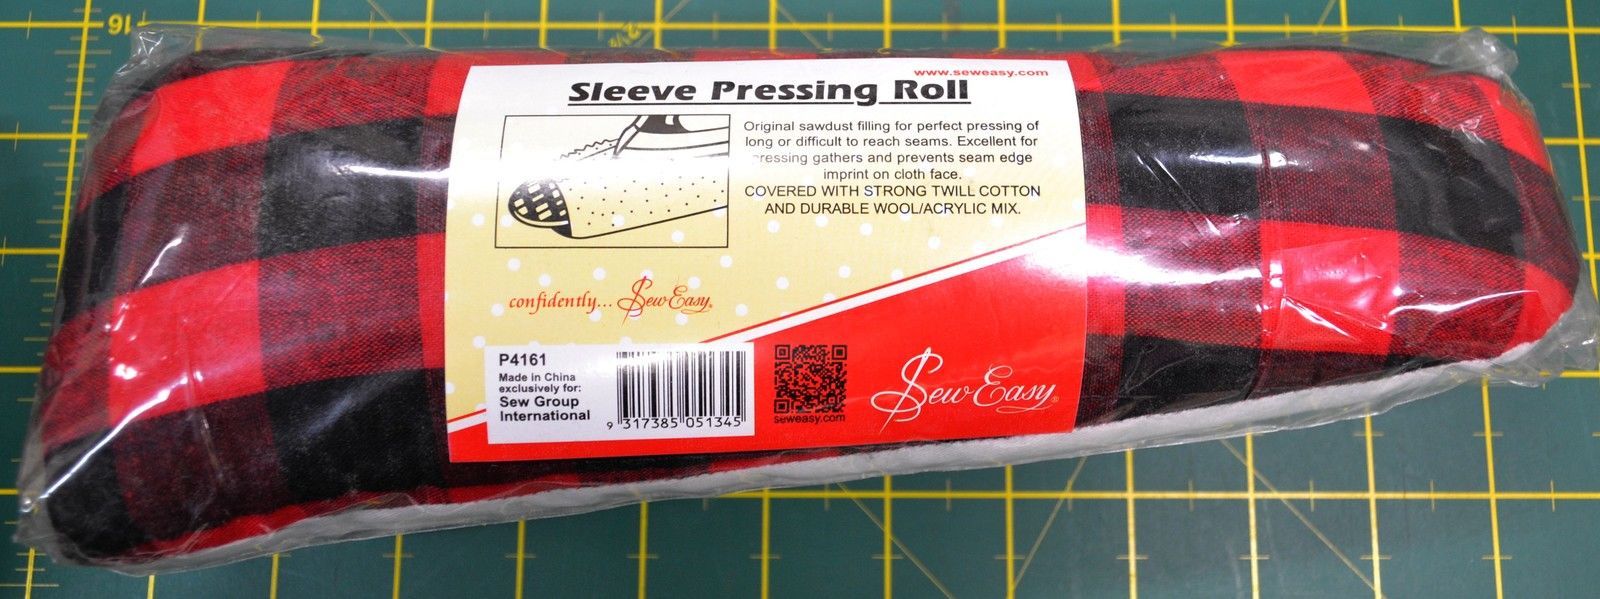 16
2½
www.seweasy.com
Sleeve Pressing Roll
Original sawdust filling for perfect pressing of
long or difficult to reach seams. Excellent for
pressing gathers and prevents seam edge
imprint on cloth face.
COVERED WITH STRONG TWILL COTTON
AND DURABLE WOOL/ACRYLIC MIX.
confidently... Sew Easy®
P4161
Made in China
exclusively for:
Sew Group
International
9 317385 051345
seweasy.com
Sew Easy®